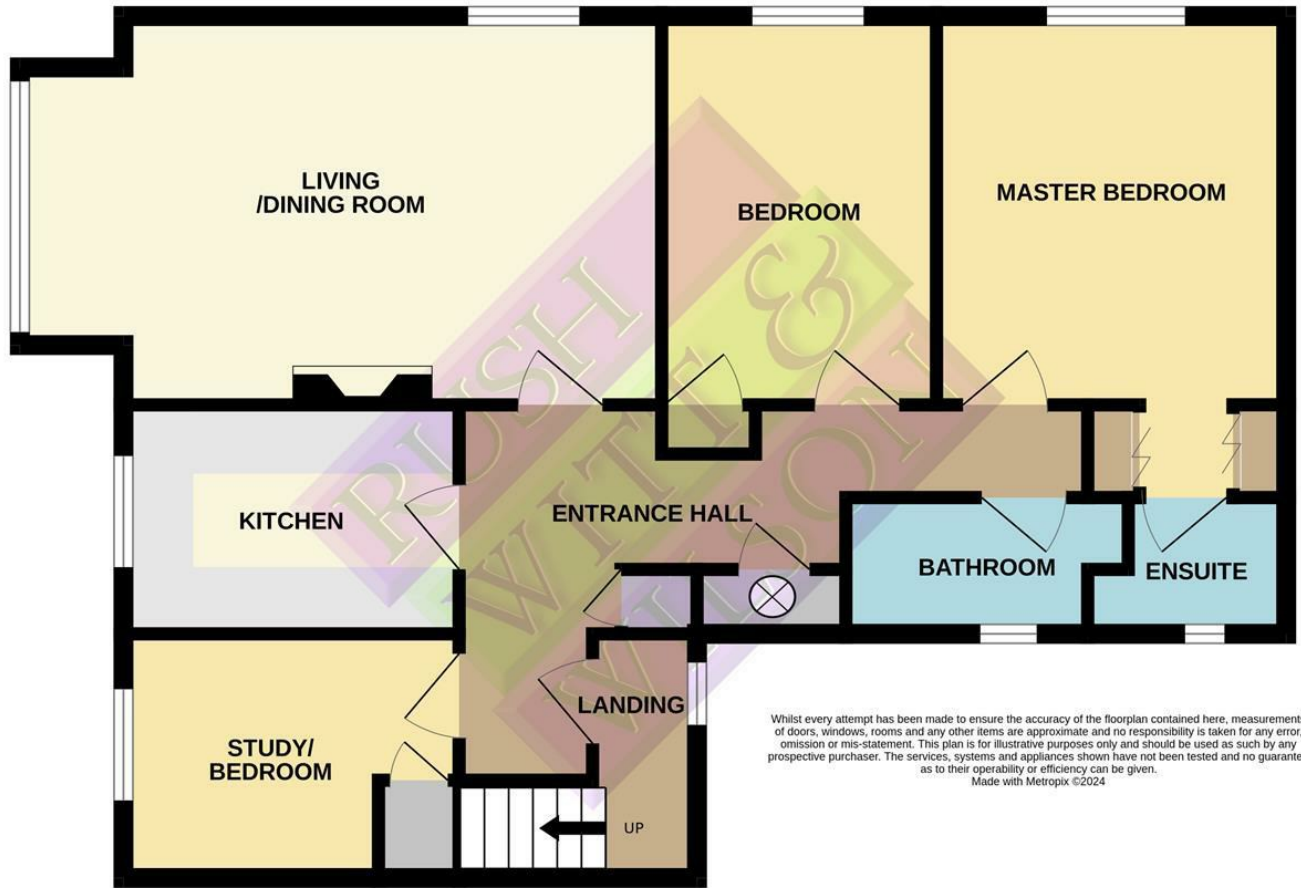 LIVING
/DINING ROOM
BEDROOM
MASTER BEDROOM
KITCHEN
ENTRANCE HALL
BATHROOM
ENSUITE
STUDY/
BEDROOM
LANDING
UP
RUSH
WITT &
WILSON
Whilst every attempt has been made to ensure the accuracy of the floorplan contained here, measurements
of doors, windows, rooms and any other items are approximate and no responsibility is taken for any error,
omission or mis-statement. This plan is for illustrative purposes only and should be used as such by any
prospective purchaser. The services, systems and appliances shown have not been tested and no guarante
as to their operability or efficiency can be given.
Made with Metropix ©2024